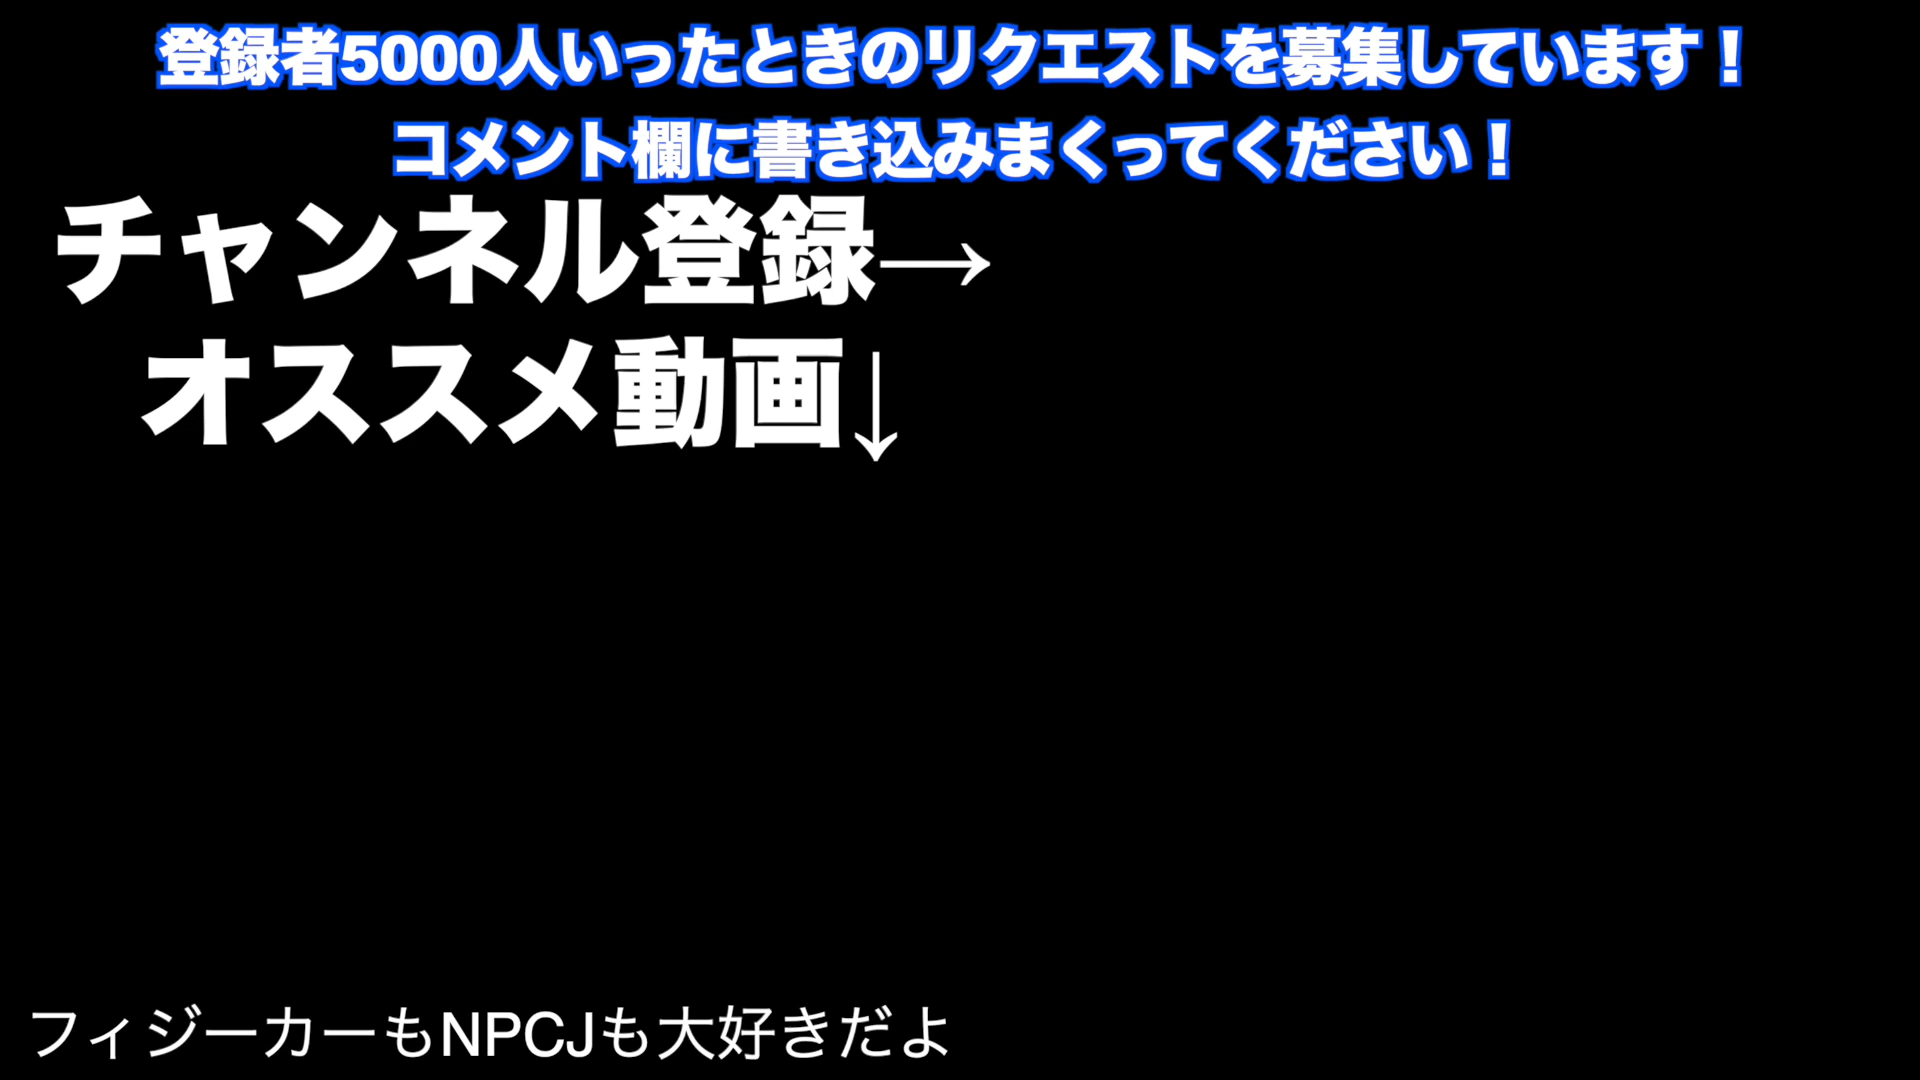 登録者5000人いったときのリクエストを募集しています！
コメント欄に書き込みまくってください！
チャンネル登録→
オススメ動画↓
フィジーカーもNPCJも大好きだよ